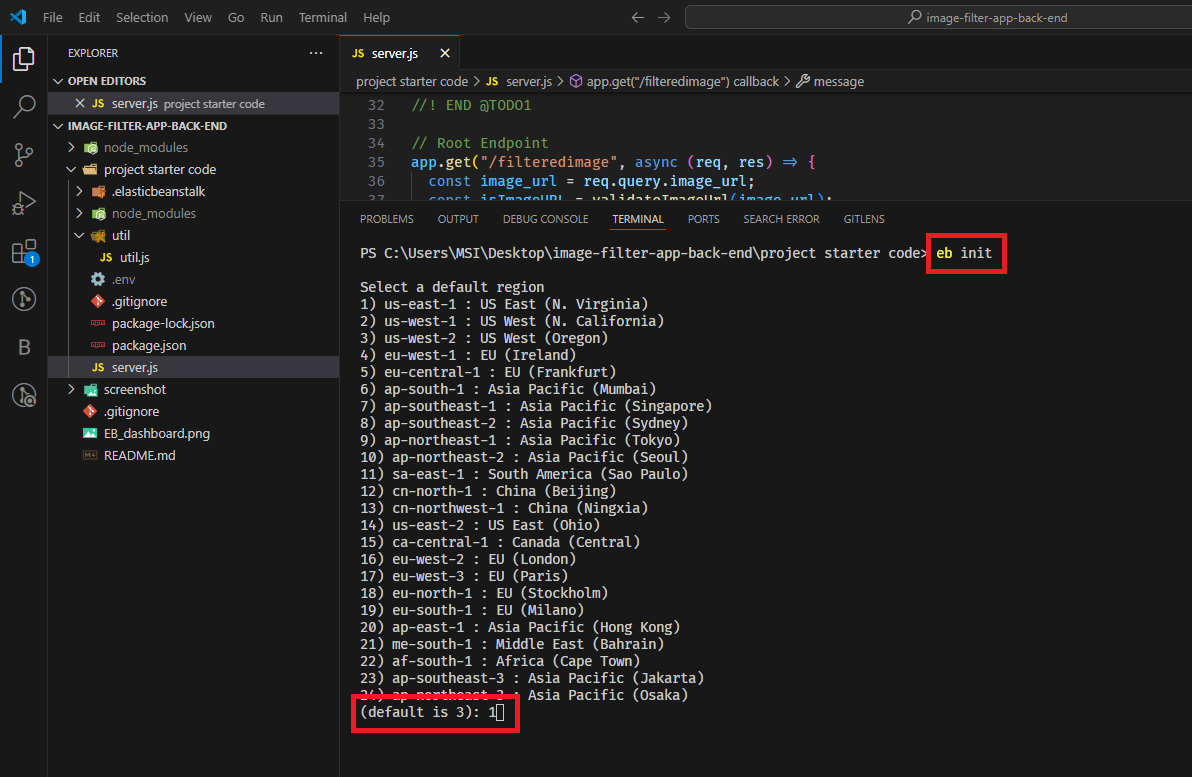 File Edit Selection View Go Run Terminal Help
image-filter-app-back-end
EXPLORER
OPEN EDITORS
JS server.js project starter code
IMAGE-FILTER-APP-BACK-END
node_modules
project starter code
.elasticbeanstalk
node_modules
util
JS util.js
.env
.gitignore
package-lock.json
package.json
JS server.js
screenshot
.gitignore
EB_dashboard.png
README.md
1
B
JS server.js
project starter code > JS server.js > app.get("/filteredimage") callback > message
32 //! END @TODO1
33
34 // Root Endpoint
35 app.get("/filteredimage", async (req, res) => {
36 const image_url = req.query.image_url;
37 const isImageURL = validateImageUrl(image_url);
PROBLEMS OUTPUT DEBUG CONSOLE TERMINAL PORTS SEARCH ERROR GITLENS
PS C:\Users\MSI\Desktop\image-filter-app-back-end\project starter code> eb init
Select a default region
1) us-east-1 : US East (N. Virginia)
2) us-west-1 : US West (N. California)
3) us-west-2 : US West (Oregon)
4) eu-west-1 : EU (Ireland)
5) eu-central-1 : EU (Frankfurt)
6) ap-south-1 : Asia Pacific (Mumbai)
7) ap-southeast-1 : Asia Pacific (Singapore)
8) ap-southeast-2 : Asia Pacific (Sydney)
9) ap-northeast-1 : Asia Pacific (Tokyo)
10) ap-northeast-2 : Asia Pacific (Seoul)
11) sa-east-1 : South America (Sao Paulo)
12) cn-north-1 : China (Beijing)
13) cn-northwest-1 : China (Ningxia)
14) us-east-2 : US East (Ohio)
15) ca-central-1 : Canada (Central)
16) eu-west-2 : EU (London)
17) eu-west-3 : EU (Paris)
18) eu-north-1 : EU (Stockholm)
19) eu-south-1 : EU (Milano)
20) ap-east-1 : Asia Pacific (Hong Kong)
21) me-south-1 : Middle East (Bahrain)
22) af-south-1 : Africa (Cape Town)
23) ap-southeast-3 : Asia Pacific (Jakarta)
24) ap-northeast-3 : Asia Pacific (Osaka)
(default is 3): 1